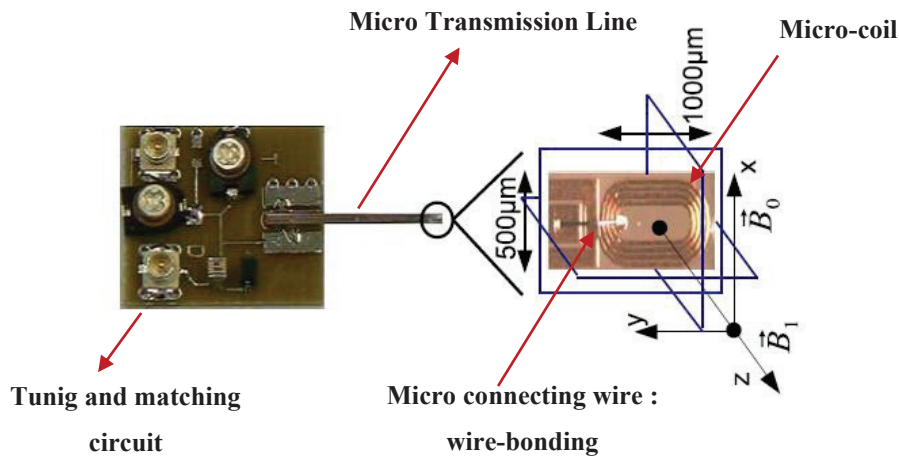 Micro Transmission Line
Micro-coil
1000µm
500µm
x
B₀
y
B₁
z
Tunig and matching
circuit
Micro connecting wire :
wire-bonding